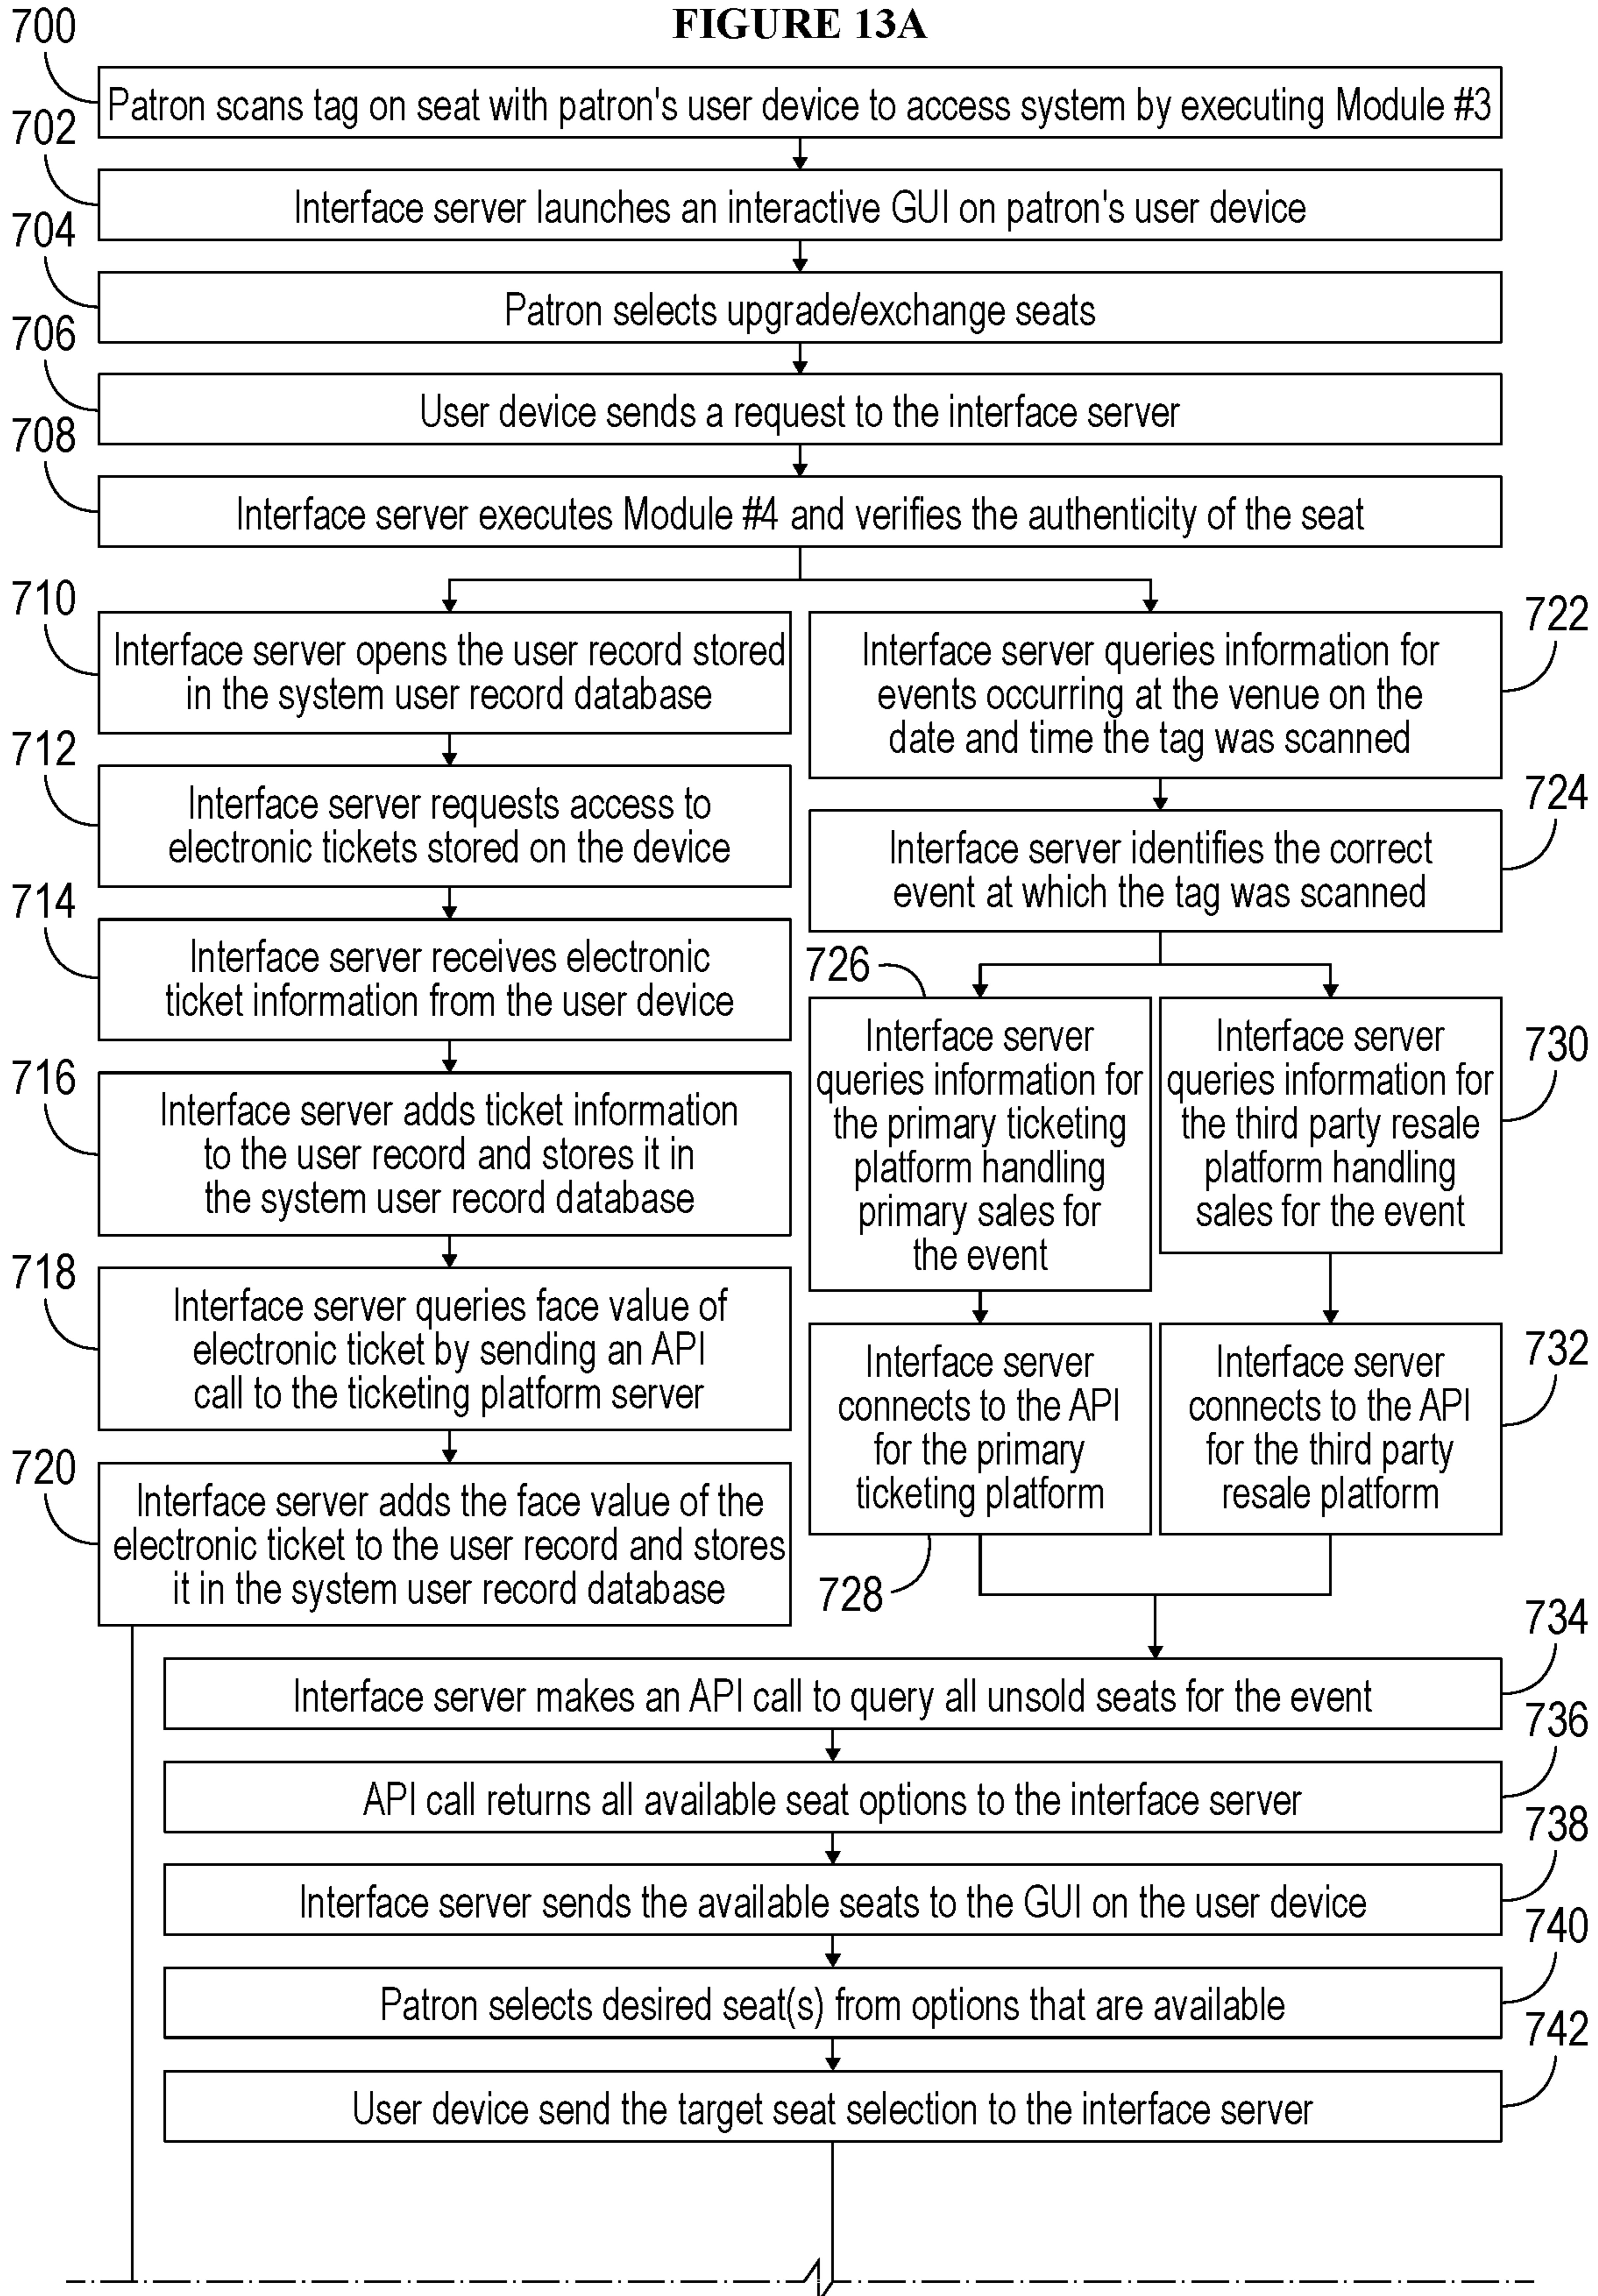 FIGURE 13A
700
Patron scans tag on seat with patron's user device to access system by executing Module #3
702
Interface server launches an interactive GUI on patron's user device
704
Patron selects upgrade/exchange seats
706
User device sends a request to the interface server
708
Interface server executes Module #4 and verifies the authenticity of the seat
710
Interface server opens the user record stored
in the system user record database
712
Interface server requests access to
electronic tickets stored on the device
714
Interface server receives electronic
ticket information from the user device
716
Interface server adds ticket information
to the user record and stores it in
the system user record database
718
Interface server queries face value of
electronic ticket by sending an API
call to the ticketing platform server
720
Interface server adds the face value of the
electronic ticket to the user record and stores
it in the system user record database
722
Interface server queries information for
events occurring at the venue on the
date and time the tag was scanned
724
Interface server identifies the correct
event at which the tag was scanned
726
Interface server
queries information for
the primary ticketing
platform handling
primary sales for
the event
728
Interface server
connects to the API
for the primary
ticketing platform
730
Interface server
queries information for
the third party resale
platform handling
sales for the event
732
Interface server
connects to the API
for the third party
resale platform
734
Interface server makes an API call to query all unsold seats for the event
736
API call returns all available seat options to the interface server
738
Interface server sends the available seats to the GUI on the user device
740
Patron selects desired seat(s) from options that are available
742
User device send the target seat selection to the interface server